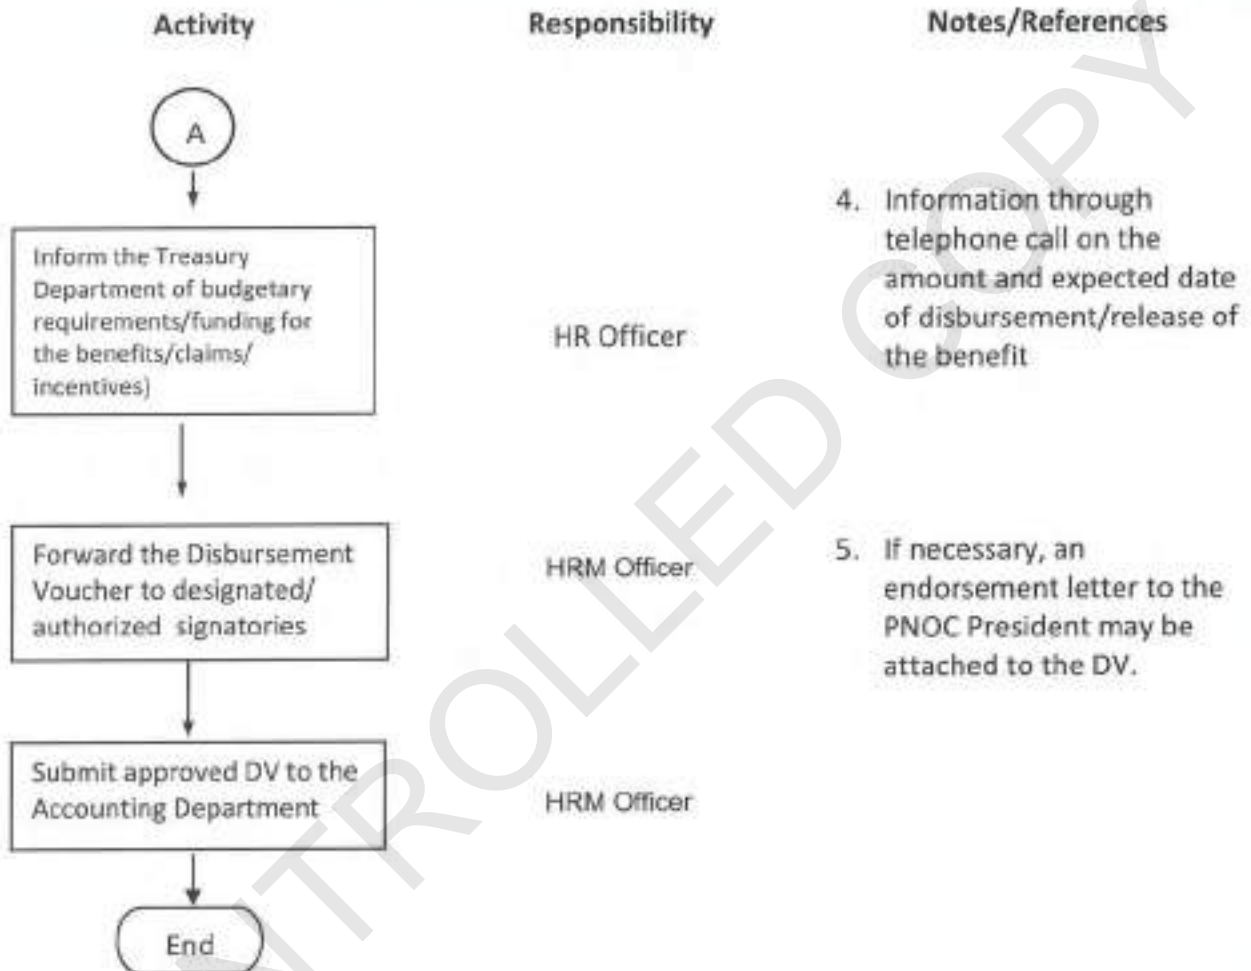 Activity
Responsibility
Notes/References
A
Inform the Treasury
Department of budgetary
requirements/funding for
the benefits/claims/
incentives)
HR Officer
4. Information through
telephone call on the
amount and expected date
of disbursement/release of
the benefit
Forward the Disbursement
Voucher to designated/
authorized signatories
HRM Officer
5. If necessary, an
endorsement letter to the
PNOC President may be
attached to the DV.
Submit approved DV to the
Accounting Department
HRM Officer
End
NTROLLED COPY